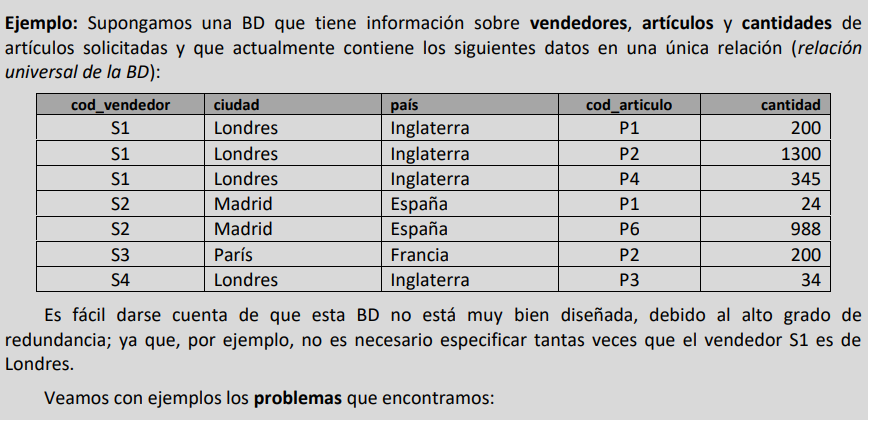 Ejemplo: Supongamos una BD que tiene información sobre vendedores, artículos y cantidades de
artículos solicitadas y que actualmente contiene los siguientes datos en una única relación (relación
universal de la BD):
cod_vendedor ciudad país cod_articulo cantidad
S1 Londres Inglaterra P1 200
S1 Londres Inglaterra P2 1300
S1 Londres Inglaterra P4 345
S2 Madrid España P1 24
S2 Madrid España P6 988
S3 París Francia P2 200
S4 Londres Inglaterra P3 34
Es fácil darse cuenta de que esta BD no está muy bien diseñada, debido al alto grado de
redundancia; ya que, por ejemplo, no es necesario especificar tantas veces que el vendedor S1 es de
Londres.
Veamos con ejemplos los problemas que encontramos: